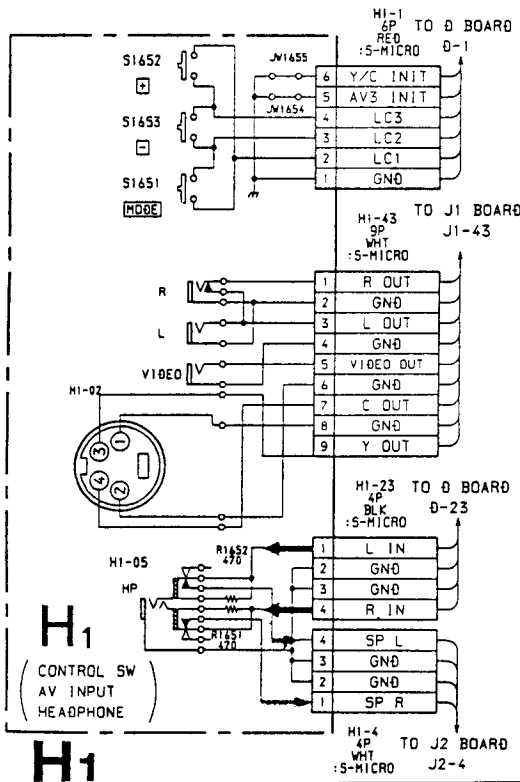 H1-1
6P
RED
:S-MICRO
TO D BOARD
D-1
S1652
+
S1653
-
S1651
MODE
JW1655
JW1654
6 Y/C INIT
5 AV3 INIT
4 LC3
3 LC2
2 LC1
1 GND
H1-43
9P
WHT
:S-MICRO
TO J1 BOARD
J1-43
R
L
VIDEO
1 R OUT
2 GND
3 L OUT
4 GND
5 VIDEO OUT
6 GND
7 C OUT
8 GND
9 Y OUT
H1-02
3 1
4 2
H1-23
4P
BLK
:S-MICRO
TO D BOARD
D-23
1 L IN
2 GND
3 GND
4 R IN
H1-05
HP
R1652
470
R1651
470
4 SP L
3 GND
2 GND
1 SP R
H1-4
4P
WHT
:S-MICRO
TO J2 BOARD
J2-4
H1
(CONTROL SW
AV INPUT
HEADPHONE)
H1